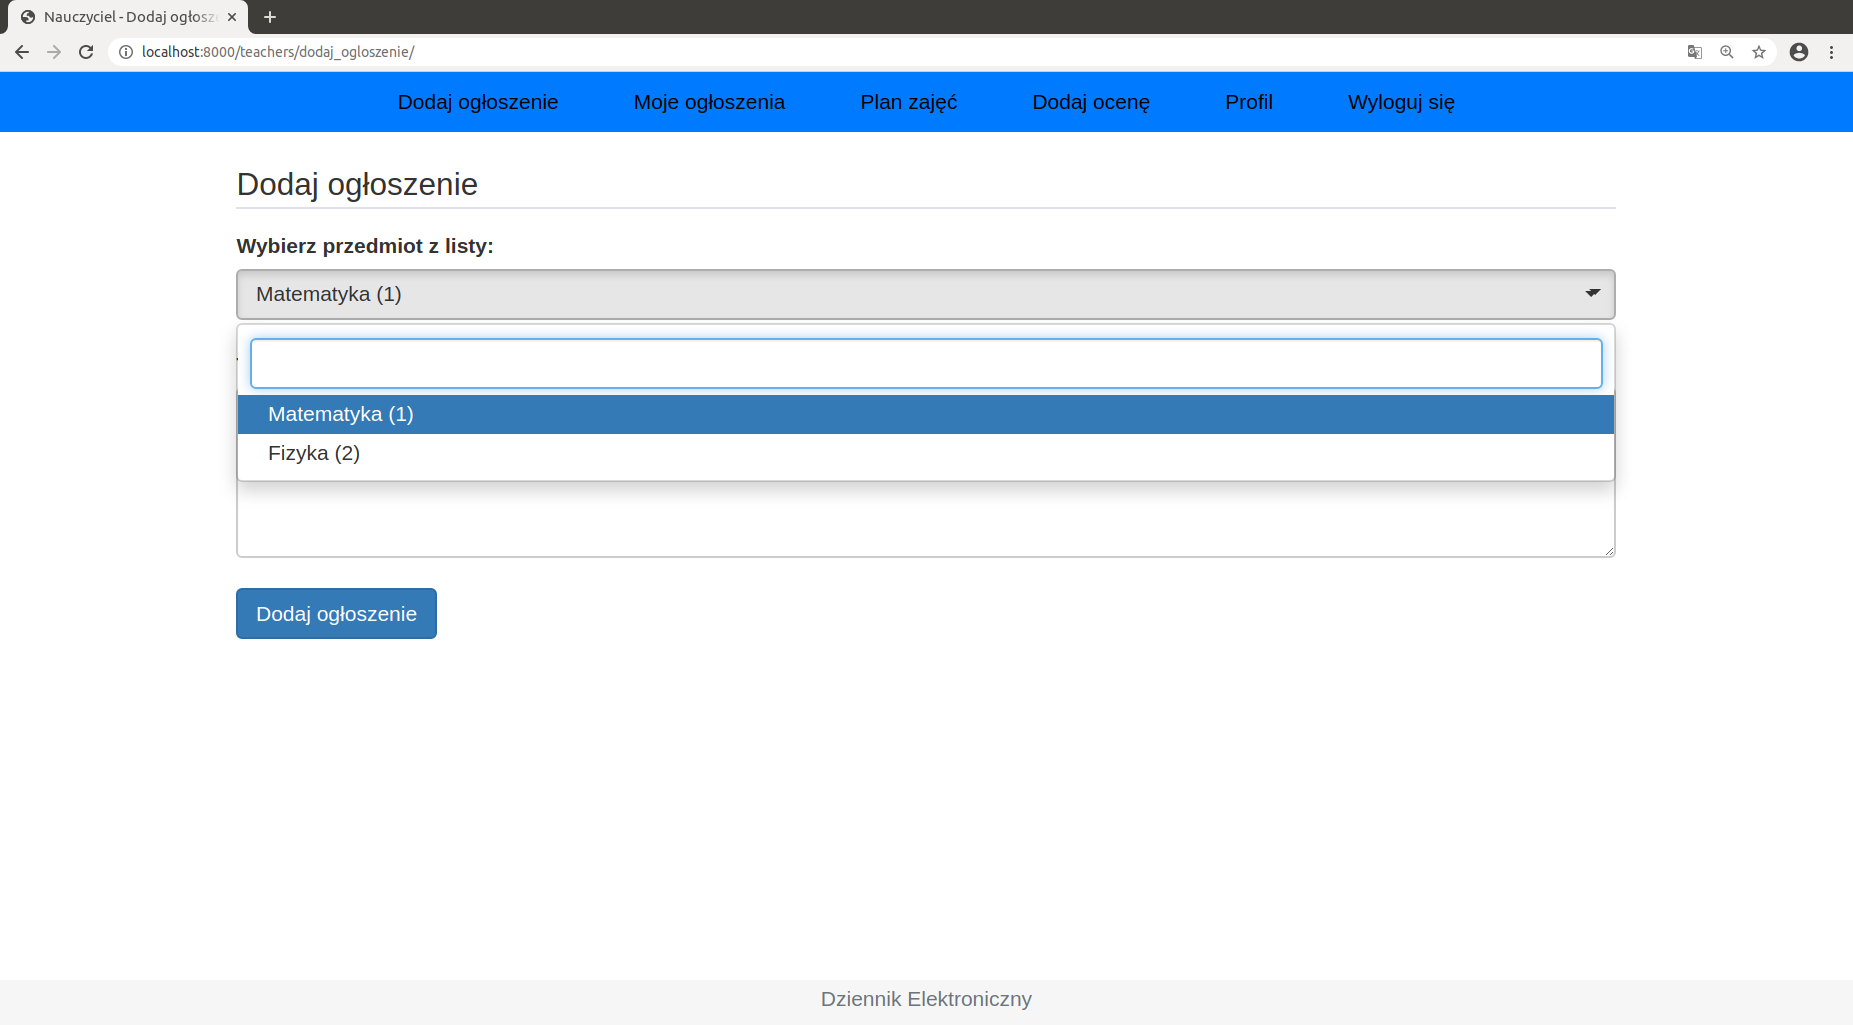 Nauczyciel - Dodaj ogłosz
localhost:8000/teachers/dodaj_ogloszenie/
Dodaj ogłoszenie Moje ogłoszenia Plan zajęć Dodaj ocenę Profil Wyloguj się
Dodaj ogłoszenie
Wybierz przedmiot z listy:
Matematyka (1)
Matematyka (1)
Fizyka (2)
Dodaj ogłoszenie
Dziennik Elektroniczny